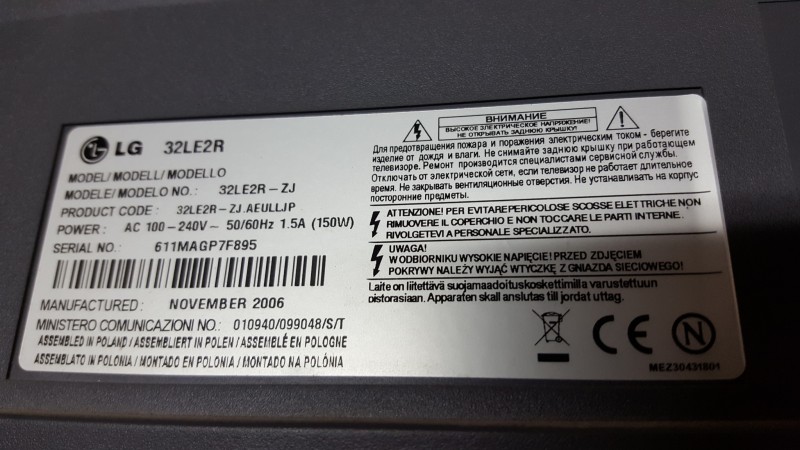 LG 32LE2R
MODEL/ MODELL/ MODELLO
MODELE/ MODELO NO. : 32LE2R-ZJ
PRODUCT CODE : 32LE2R-ZJ.AEULLJP
POWER : AC 100-240V~ 50/60Hz 1.5A (150W)
SERIAL NO. : 611MAGP7F895
MANUFACTURED : NOVEMBER 2006
MINISTERO COMUNICAZIONI NO.: 010940/099048/S/T
ASSEMBLED IN POLAND / ASSEMBLIERT IN POLEN / ASSEMBLÉ EN POLOGNE
ASSEMBLATO IN POLONIA / MONTADO EN POLONIA / MONTADO NA POLÓNIA
ВНИМАНИЕ
ВЫСОКОЕ ЭЛЕКТРИЧЕСКОЕ НАПРЯЖЕНИЕ!
НЕ ОТКРЫВАТЬ ЗАДНЮЮ КРЫШКУ!
Для предотвращения пожара и поражения электрическим током - берегите
изделие от дождя и влаги. Не снимайте заднюю крышку при работающем
телевизоре. Ремонт производится специалистами сервисной службы.
Отключать от электрической сети, если телевизор не работает длительное
время. Не закрывать вентиляционные отверстия. Не устанавливать на корпус
посторонние предметы.
ATTENZIONE! PER EVITARE PERICOLOSE SCOSSE ELETTRICHE NON
RIMUOVERE IL COPERCHIO E NON TOCCARE LE PARTI INTERNE.
RIVOLGETEVI A PERSONALE SPECIALIZZATO.
UWAGA!
W ODBIORNIKU WYSOKIE NAPIĘCIE! PRZED ZDJĘCIEM
POKRYWY NALEŻY WYJĄĆ WTYCZKĘ Z GNIAZDA SIECIOWEGO!
Laite on liitettävä suojamaadoituskoskettimilla varustettuun
pistorasiaan. Apparaten skall anslutas till jordat uttag.
CE N
MEZ30431801